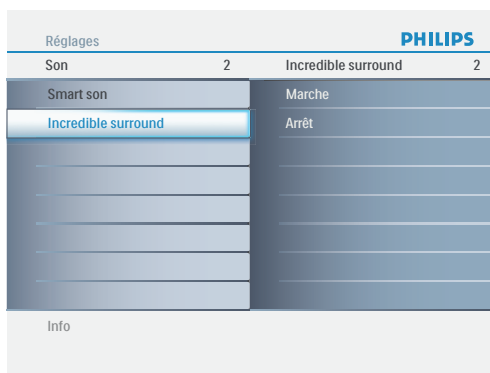 Réglages
PHILIPS
Son 2 Incredible surround 2
Smart son Marche
Incredible surround Arrêt
Info